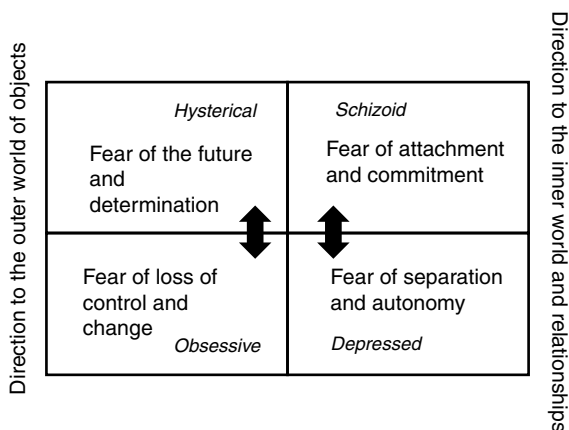 Direction to the outer world of objects
Hysterical
Fear of the future
and
determination
Schizoid
Fear of attachment
and commitment
Fear of loss of
control and
change
Obsessive
Fear of separation
and autonomy
Depressed
Direction to the inner world and relationships